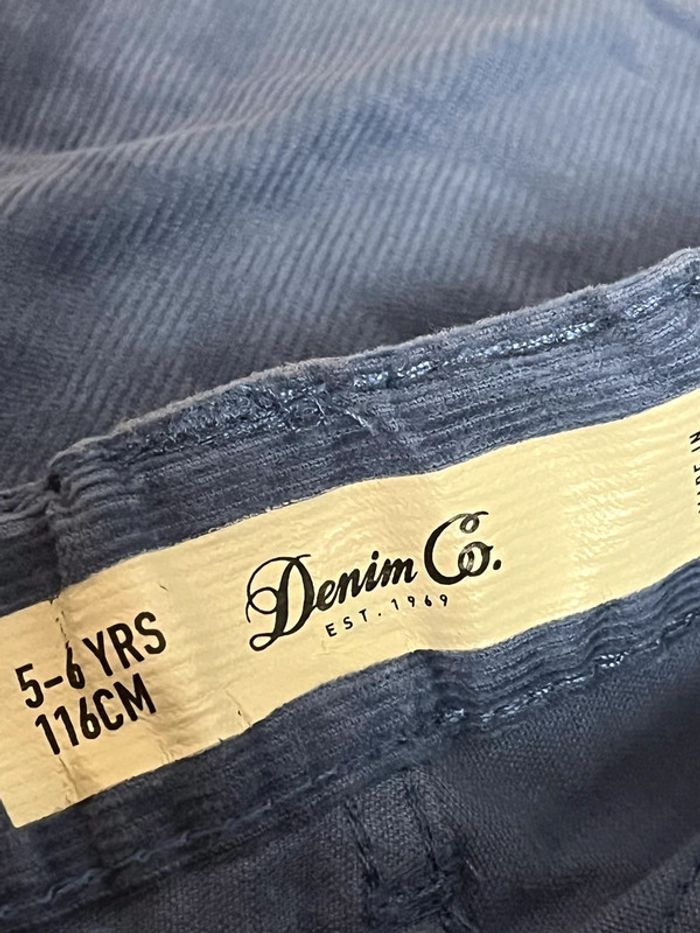 Denim Co.
EST. 1969
5-6 YRS
116CM